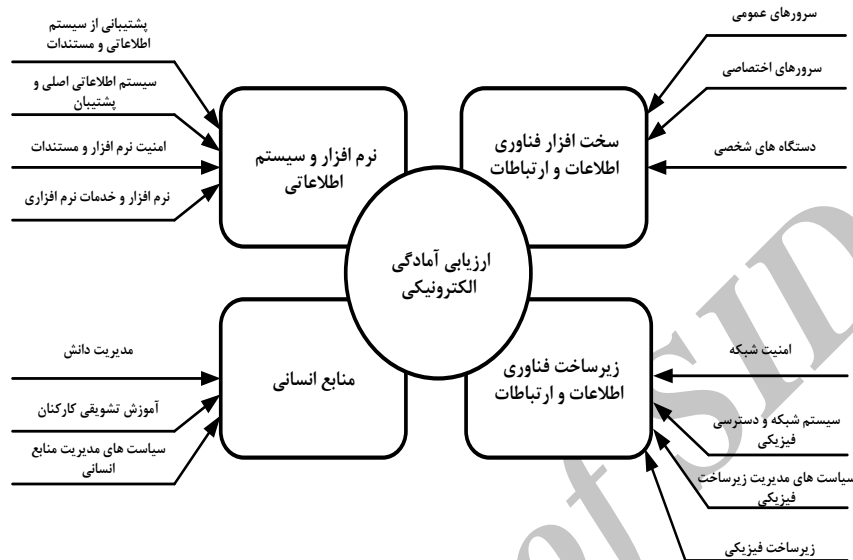 سرورهای عمومی
سرورهای اختصاصی
دستگاه های شخصی
سخت افزار فناوری
اطلاعات و ارتباطات
پشتیبانی از سیستم
اطلاعاتی و مستندات
سیستم اطلاعاتی اصلی و
پشتیبان
امنیت نرم افزار و مستندات
نرم افزار و خدمات نرم افزاری
نرم افزار و سیستم
اطلاعاتی
ارزیابی آمادگی
الکترونیکی
زیرساخت فناوری
اطلاعات و ارتباطات
امنیت شبکه
سیستم شبکه و دسترسی
فیزیکی
سیاست های مدیریت زیرساخت
فیزیکی
زیرساخت فیزیکی
منابع انسانی
مدیریت دانش
آموزش تشویقی کارکنان
سیاست های مدیریت منابع
انسانی
of SID